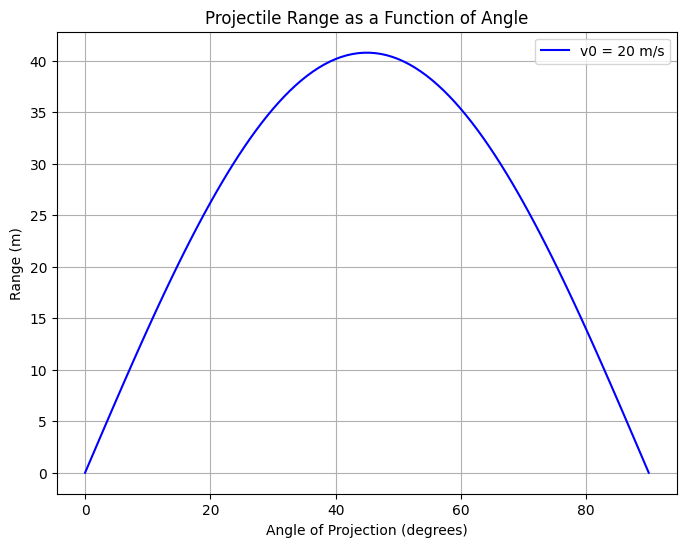 Projectile Range as a Function of Angle
v0 = 20 m/s
Range (m)
40
35
30
25
20
15
10
5
0
0 20 40 60 80
Angle of Projection (degrees)